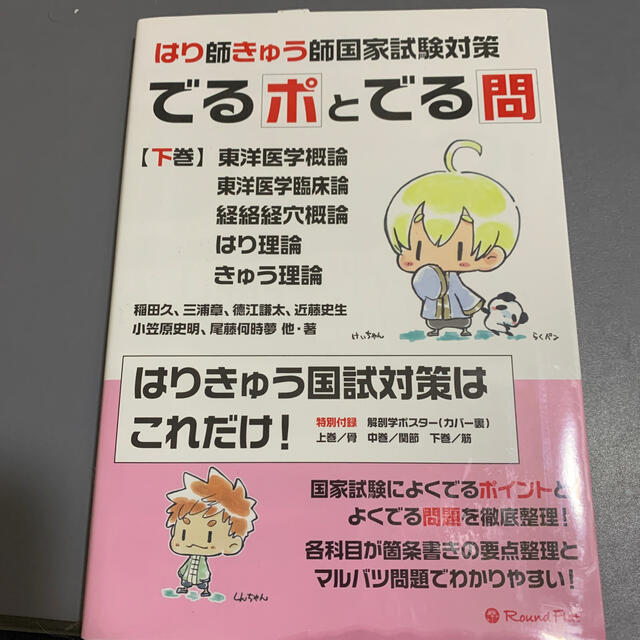 はり師きゅう師国家試験対策
でるポとでる問
【下巻】東洋医学概論
東洋医学臨床論
経絡経穴概論
はり理論
きゅう理論
稲田久、三浦章、德江謙太、近藤史生
小笠原史明、尾藤何時夢 他・著
けいちゃん
らくパン
はりきゅう国試対策は
これだけ!
特別付録 解剖学ポスター(カバー裏)
上巻/骨 中巻/関節 下巻/筋
国家試験によくでるポイントと
よくでる問題を徹底整理!
各科目が箇条書きの要点整理と
マルバツ問題でわかりやすい!
しんちゃん
Round Flat